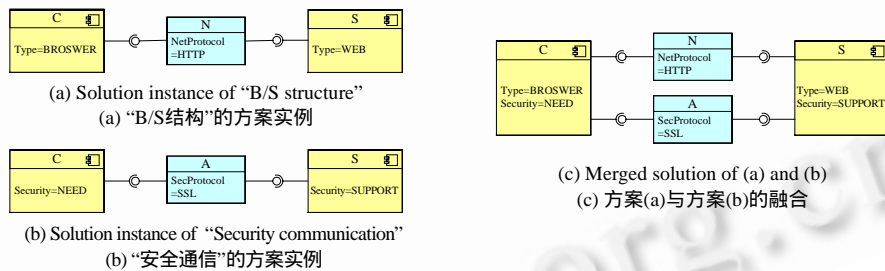 C
Type=BROSWER
N
NetProtocol
=HTTP
S
Type=WEB
(a) Solution instance of “B/S structure”
(a) “B/S结构”的方案实例
C
Security=NEED
A
SecProtocol
=SSL
S
Security=SUPPORT
(b) Solution instance of “Security communication”
(b) “安全通信”的方案实例
C
Type=BROSWER
Security=NEED
N
NetProtocol
=HTTP
A
SecProtocol
=SSL
S
Type=WEB
Security=SUPPORT
(c) Merged solution of (a) and (b)
(c) 方案(a)与方案(b)的融合